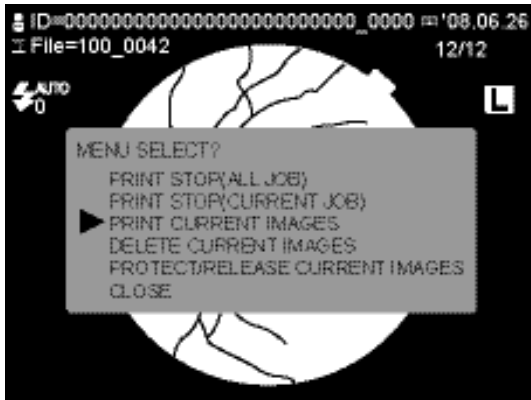 ID=0000000000000000000000000000_0000 '08.06.26
File=100_0042 12/12
AUTO
0
L
MENU SELECT?
PRINT STOP(ALL JOB)
PRINT STOP(CURRENT JOB)
PRINT CURRENT IMAGES
DELETE CURRENT IMAGES
PROTECT/RELEASE CURRENT IMAGES
CLOSE